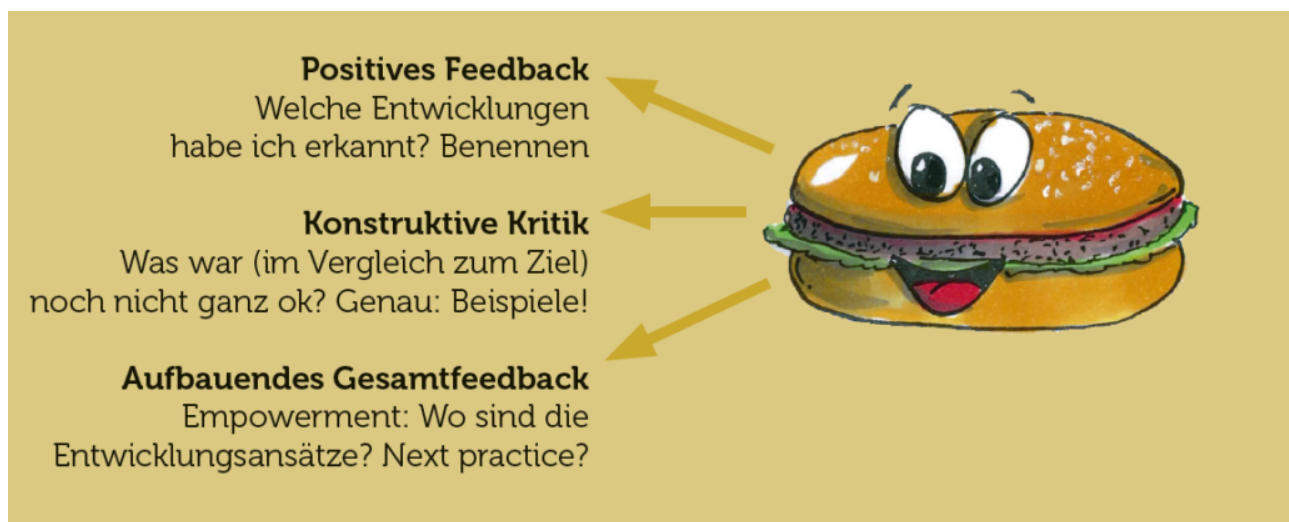 Positives Feedback
Welche Entwicklungen
habe ich erkannt? Benennen
Konstruktive Kritik
Was war (im Vergleich zum Ziel)
noch nicht ganz ok? Genau: Beispiele!
Aufbauendes Gesamtfeedback
Empowerment: Wo sind die
Entwicklungsansätze? Next practice?